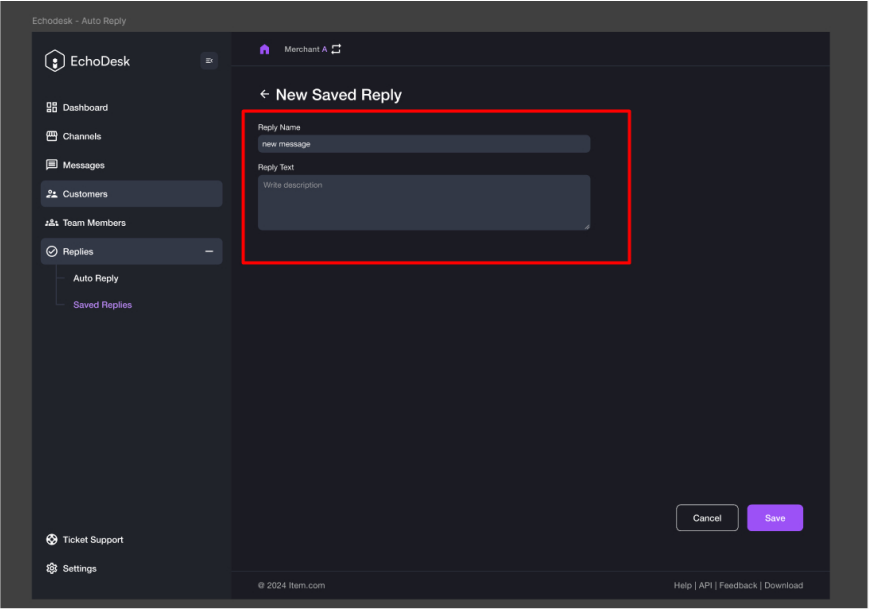 Echodesk - Auto Reply
EchoDesk
Merchant A
Dashboard
Channels
Messages
Customers
Team Members
Replies
Auto Reply
Saved Replies
Ticket Support
Settings
New Saved Reply
Reply Name
new message
Reply Text
Write description
Cancel
Save
@ 2024 Item.com
Help | API | Feedback | Download